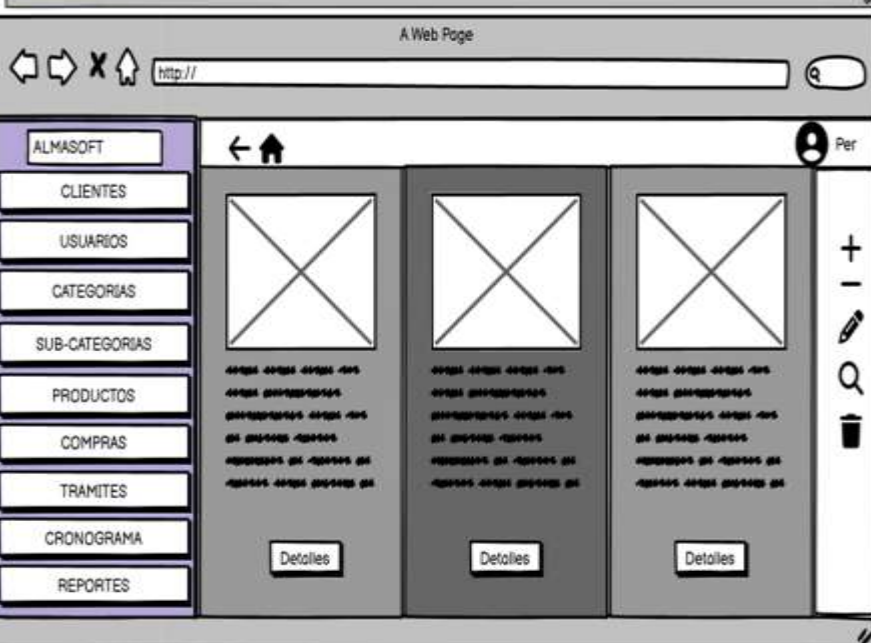 A Web Page
http://
ALMASOFT
Per
CLIENTES
USUARIOS
CATEGORIAS
SUB-CATEGORIAS
PRODUCTOS
COMPRAS
TRAMITES
CRONOGRAMA
REPORTES
Detalles
Detalles
Detalles